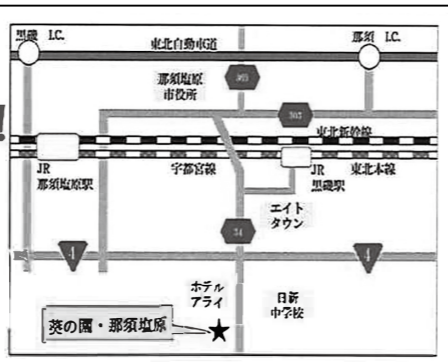 黒磯 I.C.
那須 I.C.
東北自動車道
那須塩原
市役所
303
東北新幹線
JR
那須塩原駅
宇都宮線
JR
黒磯駅
東北本線
エイト
タウン
34
4
4
ホテル
アライ
日新
中学校
葵の園・那須塩原